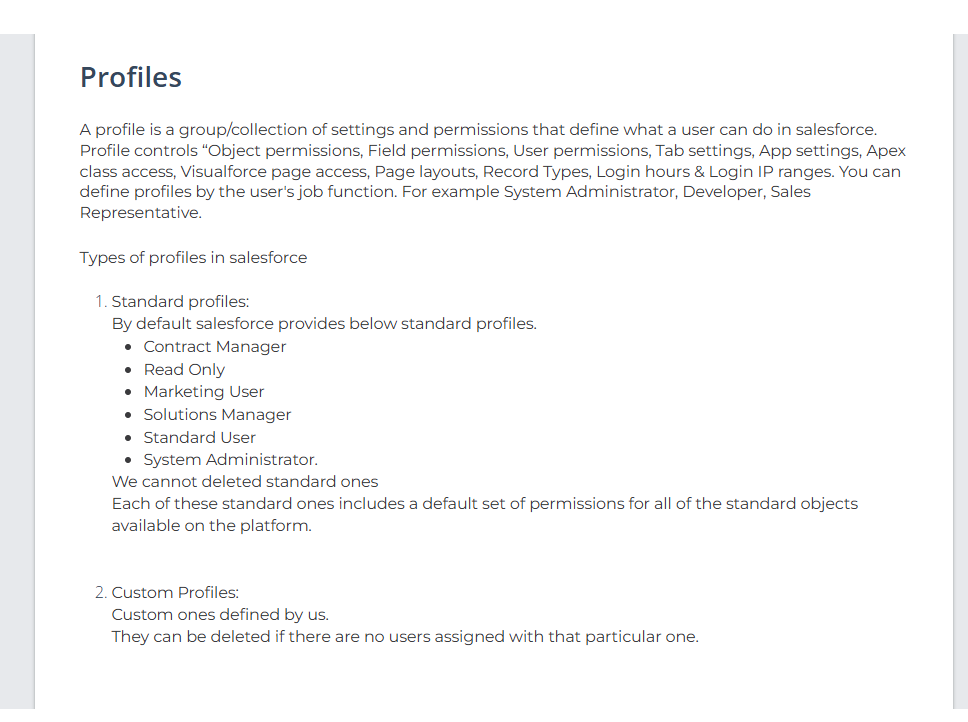 Profiles
A profile is a group/collection of settings and permissions that define what a user can do in salesforce.
Profile controls “Object permissions, Field permissions, User permissions, Tab settings, App settings, Apex
class access, Visualforce page access, Page layouts, Record Types, Login hours & Login IP ranges. You can
define profiles by the user's job function. For example System Administrator, Developer, Sales
Representative.
Types of profiles in salesforce
1. Standard profiles:
By default salesforce provides below standard profiles.
• Contract Manager
• Read Only
• Marketing User
• Solutions Manager
• Standard User
• System Administrator.
We cannot deleted standard ones
Each of these standard ones includes a default set of permissions for all of the standard objects
available on the platform.
2. Custom Profiles:
Custom ones defined by us.
They can be deleted if there are no users assigned with that particular one.